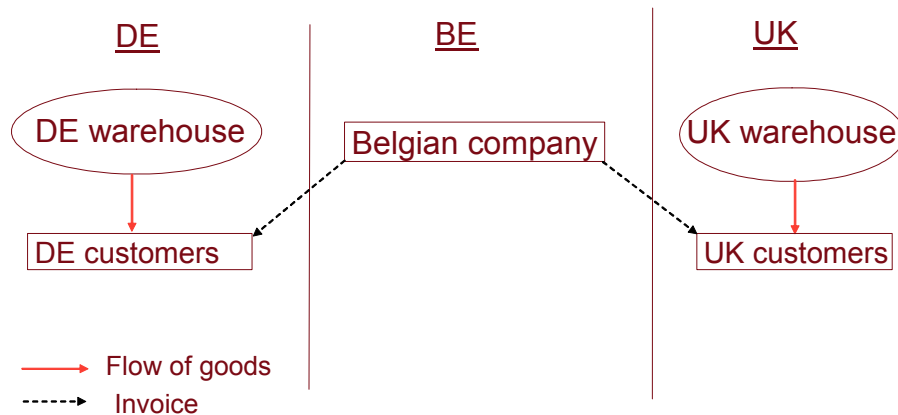 DE
BE
UK
DE warehouse
Belgian company
UK warehouse
DE customers
UK customers
Flow of goods
Invoice